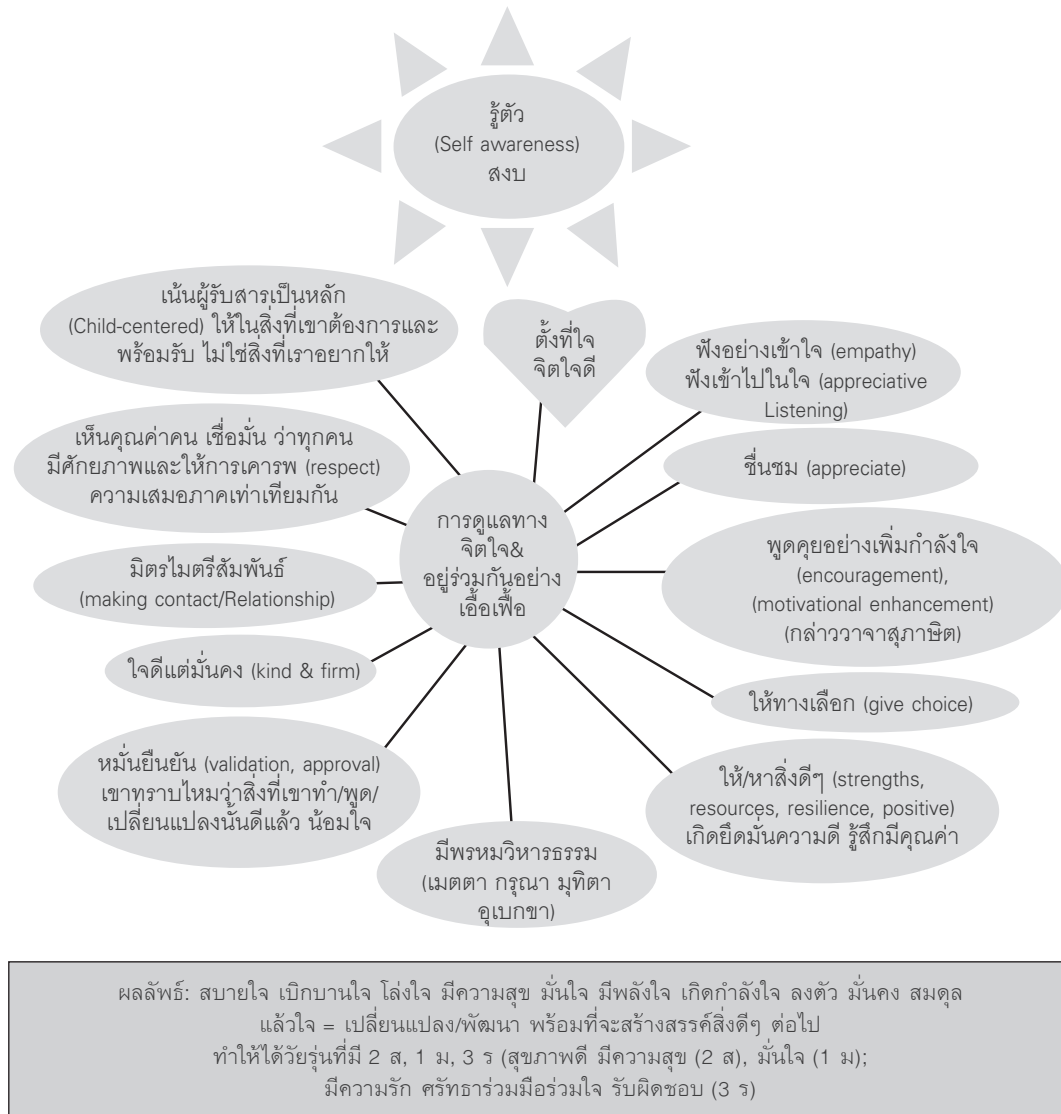 รู้ตัว
(Self awareness)
สงบ
ตั้งที่ใจ
จิตใจดี
เน้นผู้รับสารเป็นหลัก
(Child-centered) ให้ในสิ่งที่เขาต้องการและ
พร้อมรับ ไม่ใช่สิ่งที่เราอยากให้
ฟังอย่างเข้าใจ (empathy)
ฟังเข้าไปในใจ (appreciative
Listening)
เห็นคุณค่าคน เชื่อมั่น ว่าทุกคน
มีศักยภาพและให้การเคารพ (respect)
ความเสมอภาคเท่าเทียมกัน
ชื่นชม (appreciate)
การดูแลทาง
จิตใจ&
อยู่ร่วมกันอย่าง
เอื้อเฟื้อ
มิตรไมตรีสัมพันธ์
(making contact/Relationship)
พูดคุยอย่างเพิ่มกำลังใจ
(encouragement),
(motivational enhancement)
(กล่าววาจาสุภาษิต)
ใจดีแต่มั่นคง (kind & firm)
ให้ทางเลือก (give choice)
หมั่นยืนยัน (validation, approval)
เขาทราบไหมว่าสิ่งที่เขาทำ/พูด/
เปลี่ยนแปลงนั้นดีแล้ว น้อมใจ
ให้/หาสิ่งดีๆ (strengths,
resources, resilience, positive)
เกิดยึดมั่นความดี รู้สึกมีคุณค่า
มีพรหมวิหารธรรม
(เมตตา กรุณา มุทิตา
อุเบกขา)
ผลลัพธ์: สบายใจ เบิกบานใจ โล่งใจ มีความสุข มั่นใจ มีพลังใจ เกิดกำลังใจ ลงตัว มั่นคง สมดุล
แล้วใจ = เปลี่ยนแปลง/พัฒนา พร้อมที่จะสร้างสรรค์สิ่งดีๆ ต่อไป
ทำให้ได้วัยรุ่นที่มี 2 ส, 1 ม, 3 ร (สุขภาพดี มีความสุข (2 ส), มั่นใจ (1 ม);
มีความรัก ศรัทธาร่วมมือร่วมใจ รับผิดชอบ (3 ร)